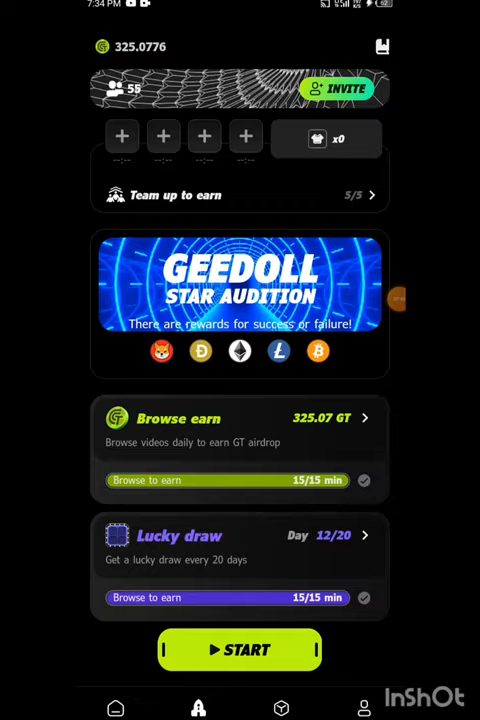 7:34 PM
62
325.0776
55
INVITE
x0
--:-- --:-- --:-- --:--
Team up to earn 5/5
GEEDOLL
STAR AUDITION
There are rewards for success or failure!
Browse earn 325.07 GT
Browse videos daily to earn GT airdrop
Browse to earn 15/15 min
Lucky draw Day 12/20
Get a lucky draw every 20 days
Browse to earn 15/15 min
START
InShOt